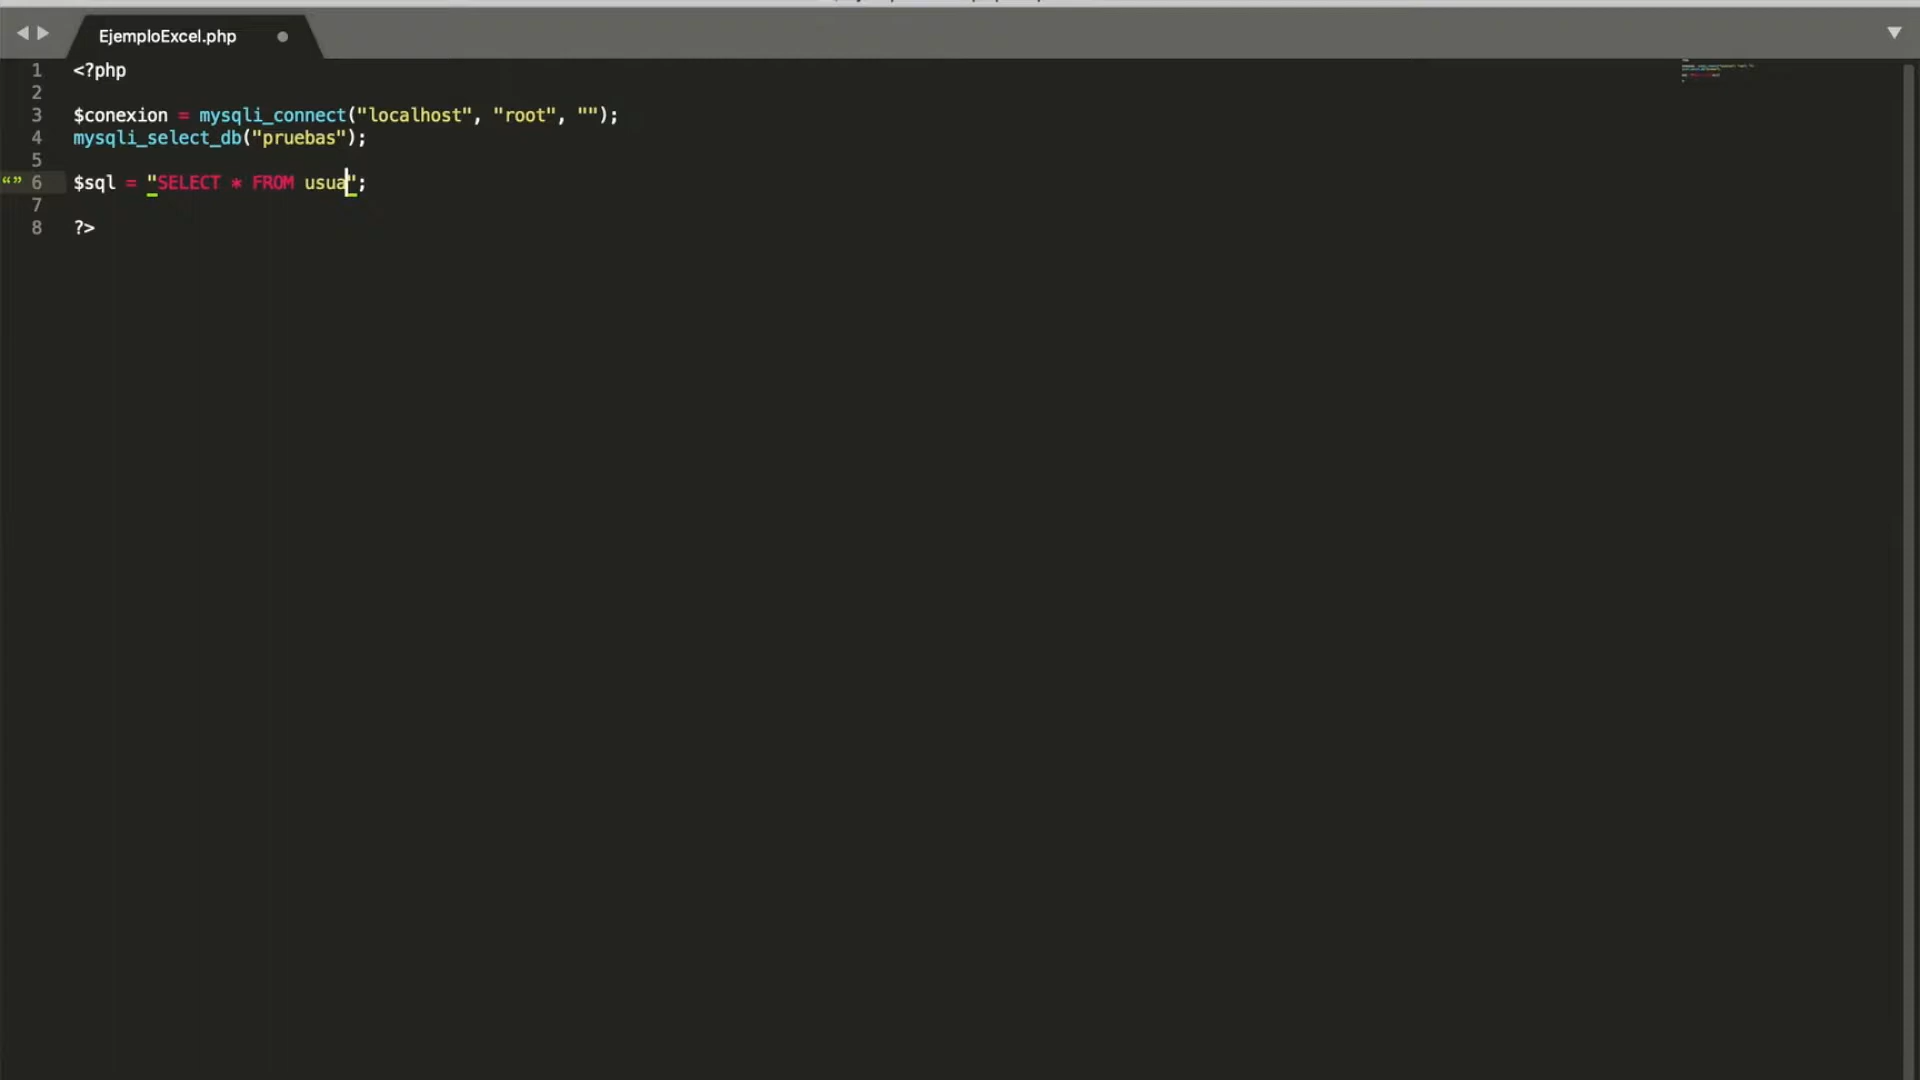 EjemploExcel.php
1 <?php
2
3 $conexion = mysqli_connect("localhost", "root", "");
4 mysqli_select_db("pruebas");
5
“” 6 $sql = "SELECT * FROM usua";
7
8 ?>